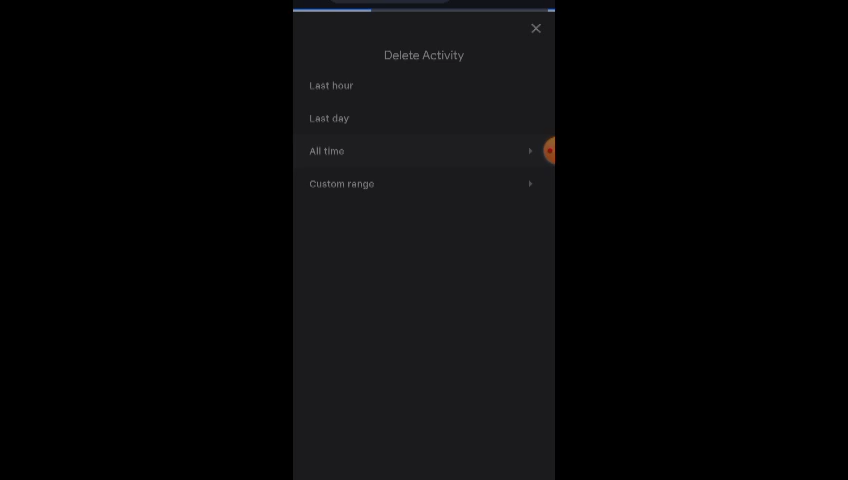 Delete Activity
Last hour
Last day
All time
Custom range